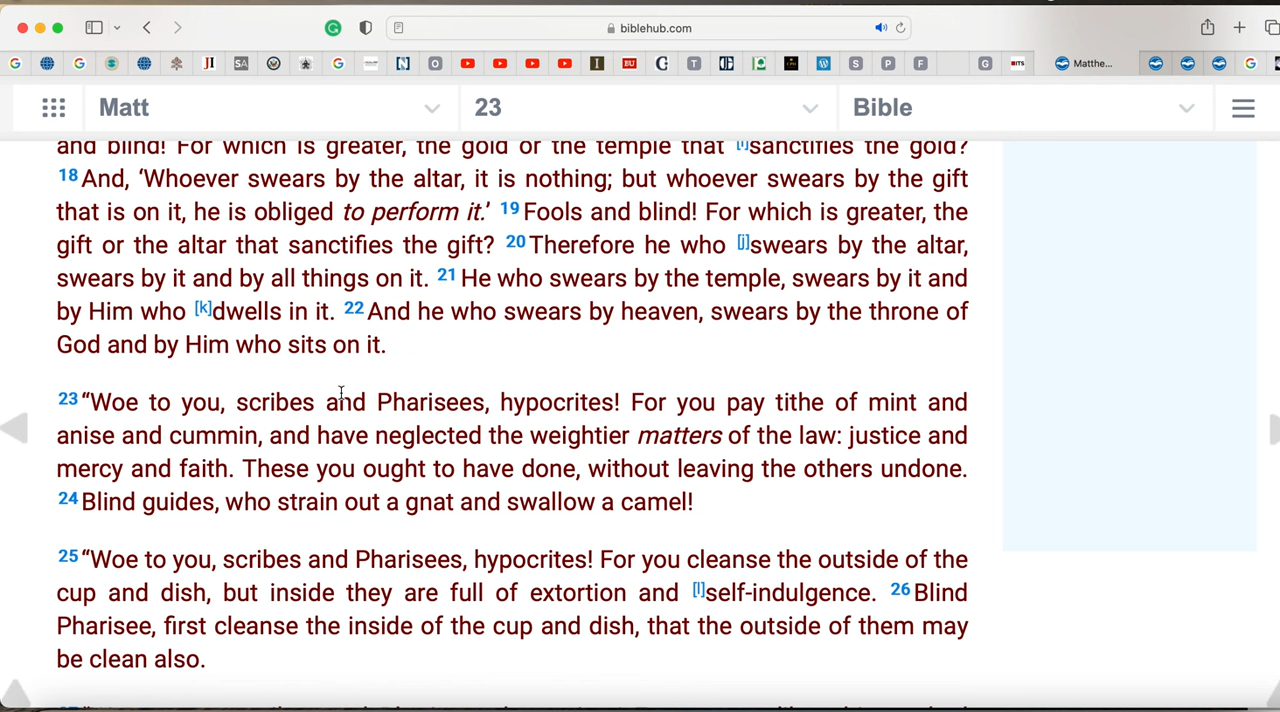 biblehub.com
G G JI SA G N O I BU C T S P F G ITS Matthe... G
Matt 23 Bible
and blind! For which is greater, the gold or the temple that [i]sanctifies the gold?
18 And, ‘Whoever swears by the altar, it is nothing; but whoever swears by the gift
that is on it, he is obliged to perform it.’ 19 Fools and blind! For which is greater, the
gift or the altar that sanctifies the gift? 20 Therefore he who [j]swears by the altar,
swears by it and by all things on it. 21 He who swears by the temple, swears by it and
by Him who [k]dwells in it. 22 And he who swears by heaven, swears by the throne of
God and by Him who sits on it.
23 “Woe to you, scribes and Pharisees, hypocrites! For you pay tithe of mint and
anise and cummin, and have neglected the weightier matters of the law: justice and
mercy and faith. These you ought to have done, without leaving the others undone.
24 Blind guides, who strain out a gnat and swallow a camel!
25 “Woe to you, scribes and Pharisees, hypocrites! For you cleanse the outside of the
cup and dish, but inside they are full of extortion and [l]self-indulgence. 26 Blind
Pharisee, first cleanse the inside of the cup and dish, that the outside of them may
be clean also.